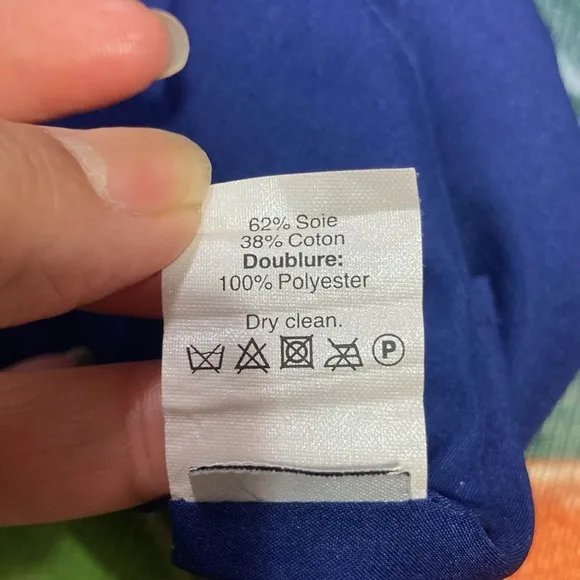 62% Soie
38% Coton
Doublure:
100% Polyester
Dry clean.
P